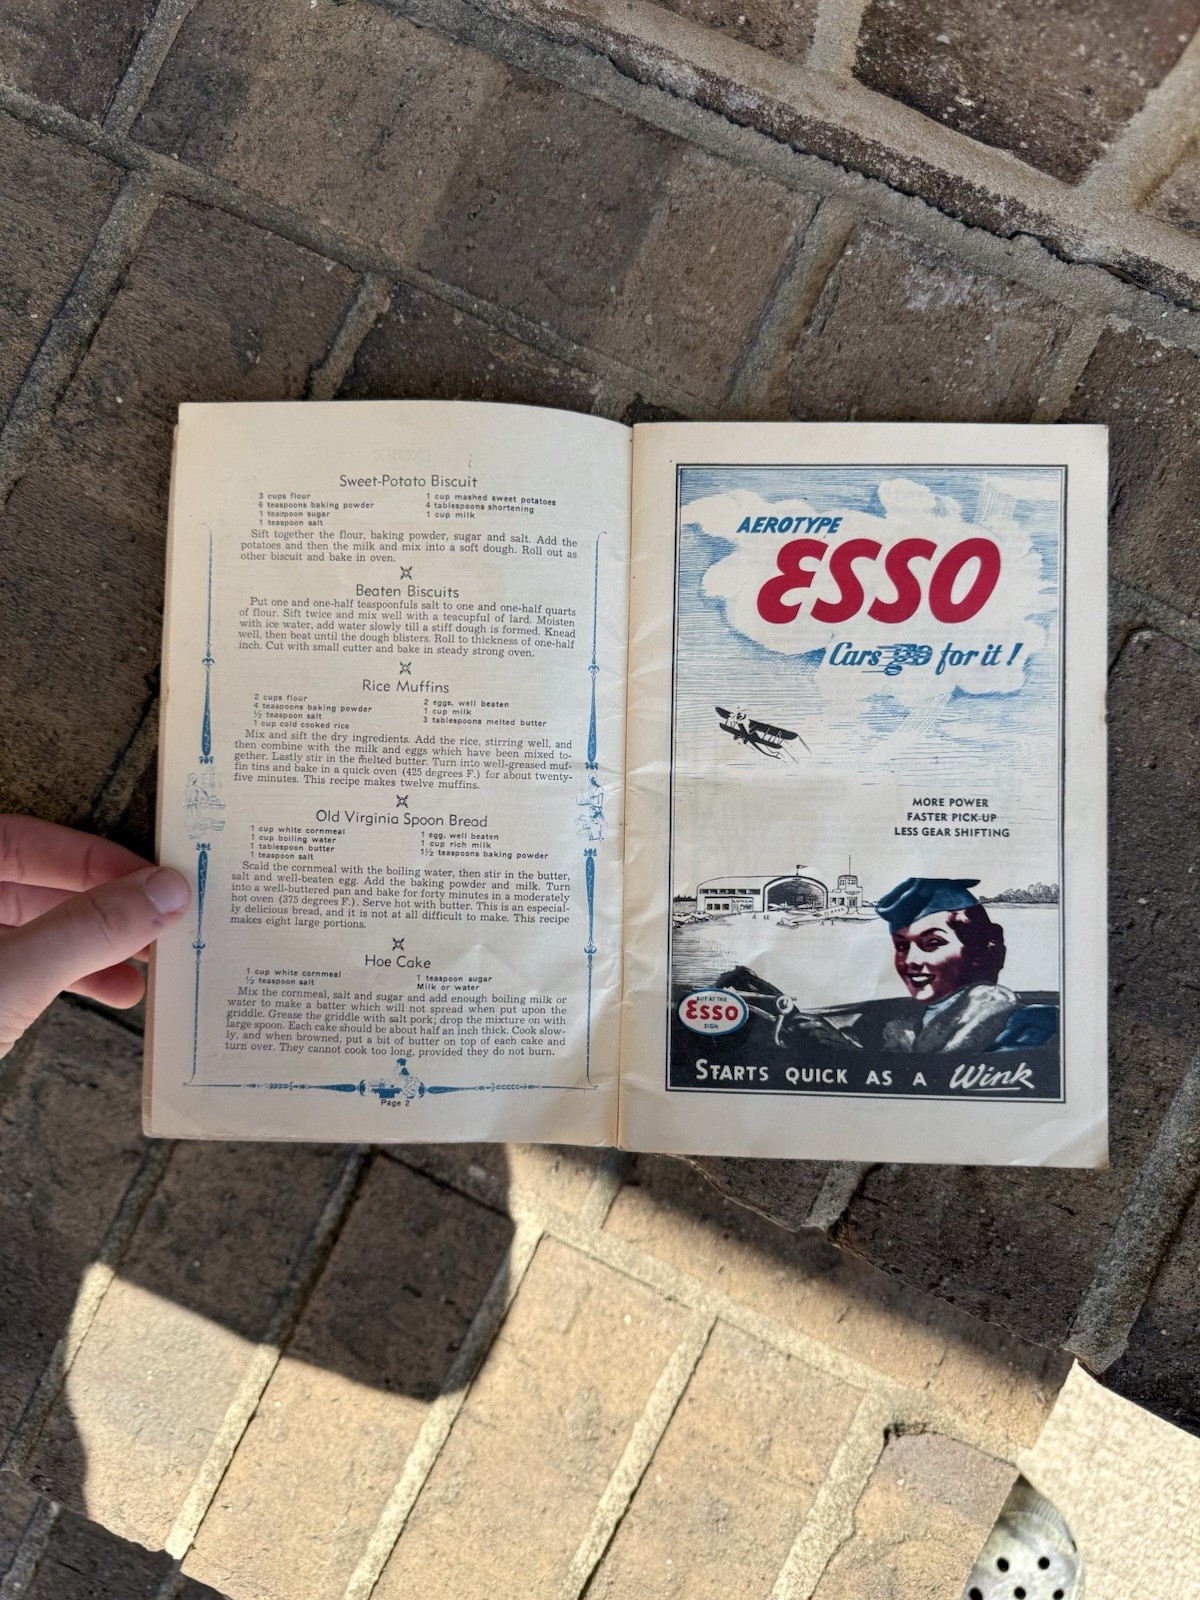 Sweet-Potato Biscuit
3 cups flour
6 teaspoons baking powder
1 teaspoon sugar
1 teaspoon salt
1 cup mashed sweet potatoes
4 tablespoons shortening
1 cup milk
Sift together the flour, baking powder, sugar and salt. Add the
potatoes and then the milk and mix into a soft dough. Roll out as
other biscuit and bake in oven.
Beaten Biscuits
Put one and one-half teaspoonfuls salt to one and one-half quarts
of flour. Sift twice and mix well with a teacupful of lard. Moisten
with ice water, add water slowly till a stiff dough is formed. Knead
well, then beat until the dough blisters. Roll to thickness of one-half
inch. Cut with small cutter and bake in steady strong oven.
Rice Muffins
2 cups flour
4 teaspoons baking powder
½ teaspoon salt
1 cup cold cooked rice
2 eggs, well beaten
1 cup milk
3 tablespoons melted butter
Mix and sift the dry ingredients. Add the rice, stirring well, and
then combine with the milk and eggs which have been mixed to-
gether. Lastly stir in the melted butter. Turn into well-greased muf-
fin tins and bake in a quick oven (425 degrees F.) for about twenty-
five minutes. This recipe makes twelve muffins.
Old Virginia Spoon Bread
1 cup white cornmeal
1 cup boiling water
1 tablespoon butter
1 teaspoon salt
1 egg, well beaten
1 cup rich milk
1½ teaspoons baking powder
Scald the cornmeal with the boiling water, then stir in the butter,
salt and well-beaten egg. Add the baking powder and milk. Turn
into a well-buttered pan and bake for forty minutes in a moderately
hot oven (375 degrees F.). Serve hot with butter. This is an especial-
ly delicious bread, and it is not at all difficult to make. This recipe
makes eight large portions.
Hoe Cake
1 cup white cornmeal
½ teaspoon salt
1 teaspoon sugar
Milk or water
Mix the cornmeal, salt and sugar and add enough boiling milk or
water to make a batter which will not spread when put upon the
griddle. Grease the griddle with salt pork; drop the mixture on with
large spoon. Each cake should be about half an inch thick. Cook slow-
ly, and when browned, put a bit of butter on top of each cake and
turn over. They cannot cook too long, provided they do not burn.
Page 2
AEROTYPE
ESSO
Cars go for it!
MORE POWER
FASTER PICK-UP
LESS GEAR SHIFTING
BUY AT THE
Esso
SIGN
STARTS QUICK AS A Wink